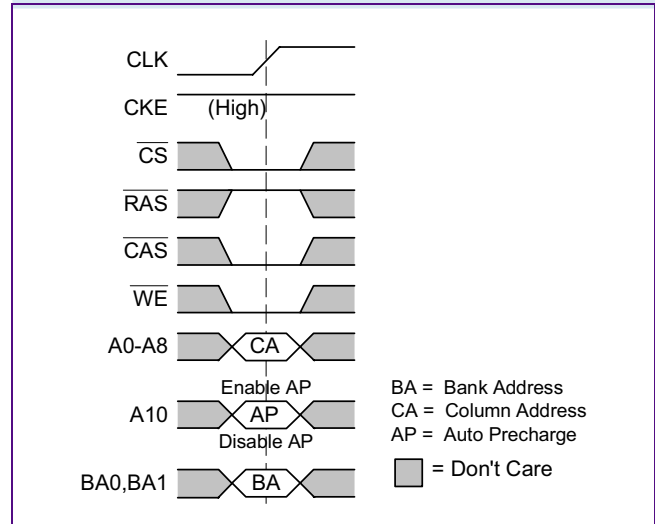 CLK
CKE (High)
CS
RAS
CAS
WE
A0-A8 CA
Enable AP
A10 AP
Disable AP
BA0,BA1 BA
BA = Bank Address
CA = Column Address
AP = Auto Precharge
= Don't Care